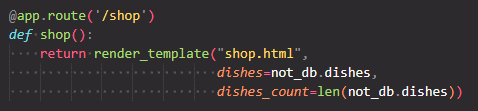 @app.route('/shop')
def shop():
    return render_template("shop.html",
                           dishes=not_db.dishes,
                           dishes_count=len(not_db.dishes))